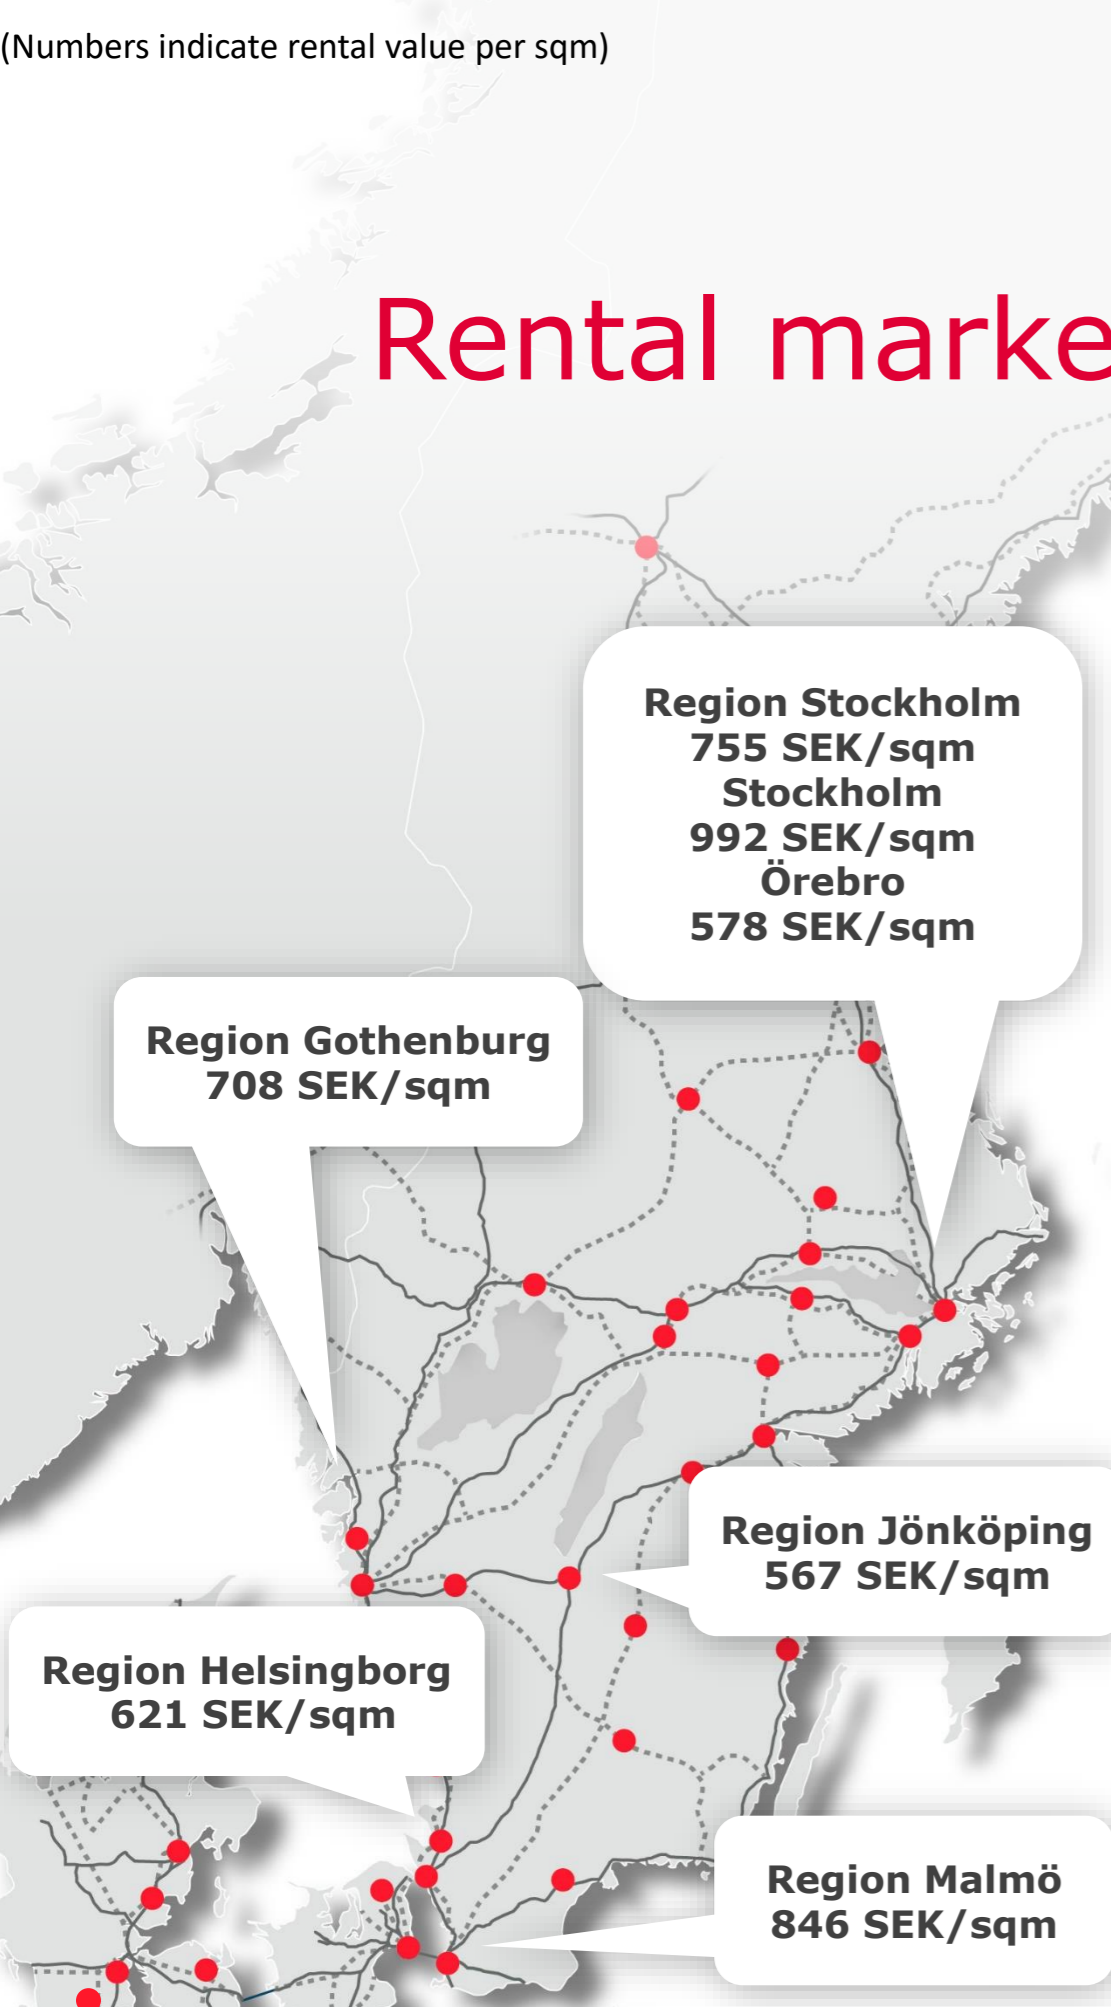 (Numbers indicate rental value per sqm)
Rental marke
Region Stockholm
755 SEK/sqm
Stockholm
992 SEK/sqm
Örebro
578 SEK/sqm
Region Gothenburg
708 SEK/sqm
Region Jönköping
567 SEK/sqm
Region Helsingborg
621 SEK/sqm
Region Malmö
846 SEK/sqm